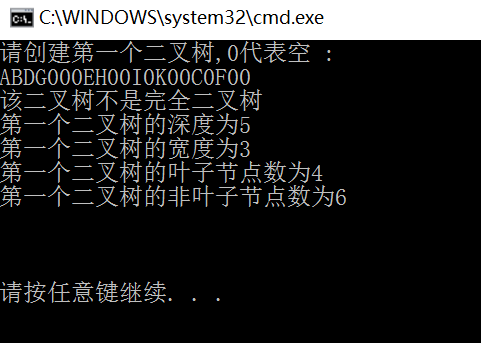 C:\WINDOWS\system32\cmd.exe
请创建第一个二叉树,0代表空 :
ABDG000EH00I0K00C0F00
该二叉树不是完全二叉树
第一个二叉树的深度为5
第一个二叉树的宽度为3
第一个二叉树的叶子节点数为4
第一个二叉树的非叶子节点数为6
请按任意键继续. . .